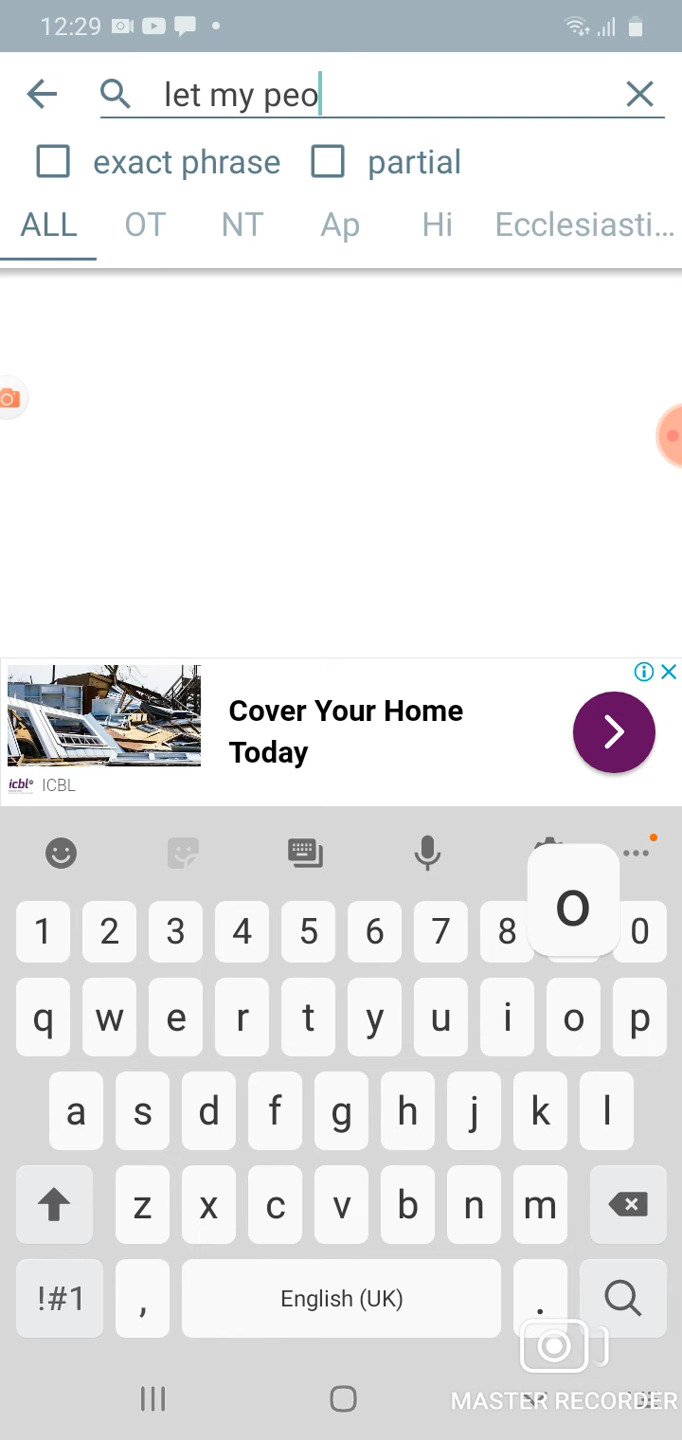 12:29
let my peo
exact phrase partial
ALL OT NT Ap Hi Ecclesiasti...
Cover Your Home
Today
icbl ICBL
o
1 2 3 4 5 6 7 8 0
q w e r t y u i o p
a s d f g h j k l
z x c v b n m
!#1 , English (UK) .
MASTER RECORDER